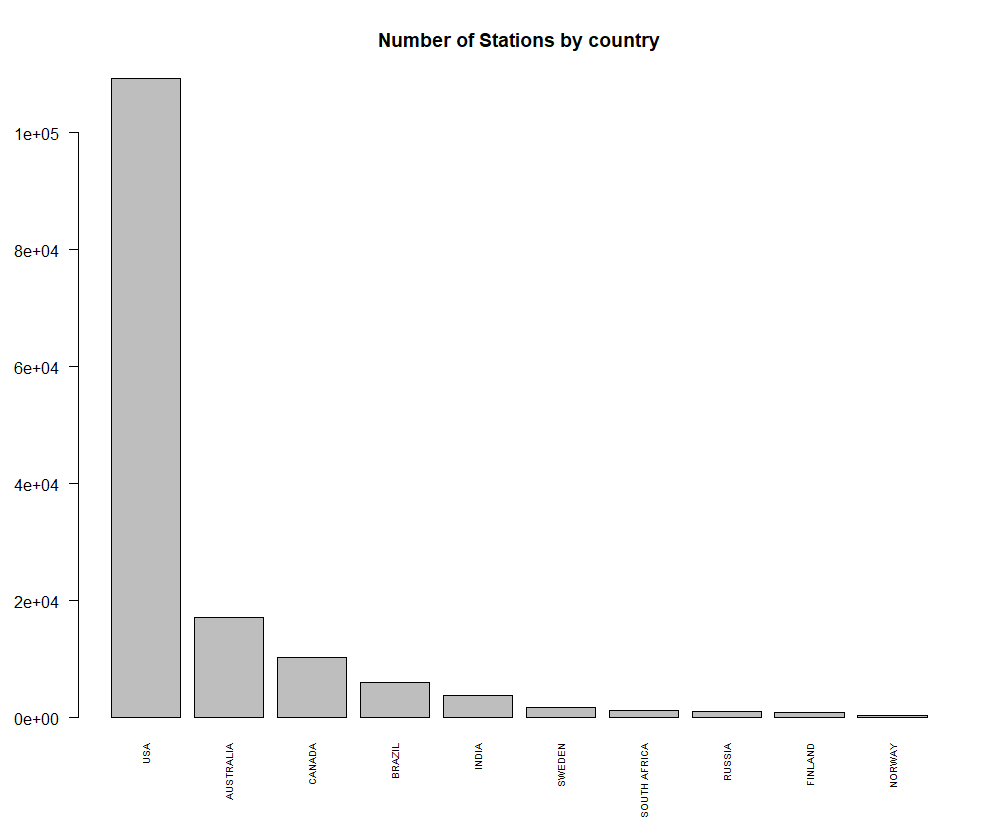 Number of Stations by country
1e+05
8e+04
6e+04
4e+04
2e+04
0e+00
USA
AUSTRALIA
CANADA
BRAZIL
INDIA
SWEDEN
SOUTH AFRICA
RUSSIA
FINLAND
NORWAY